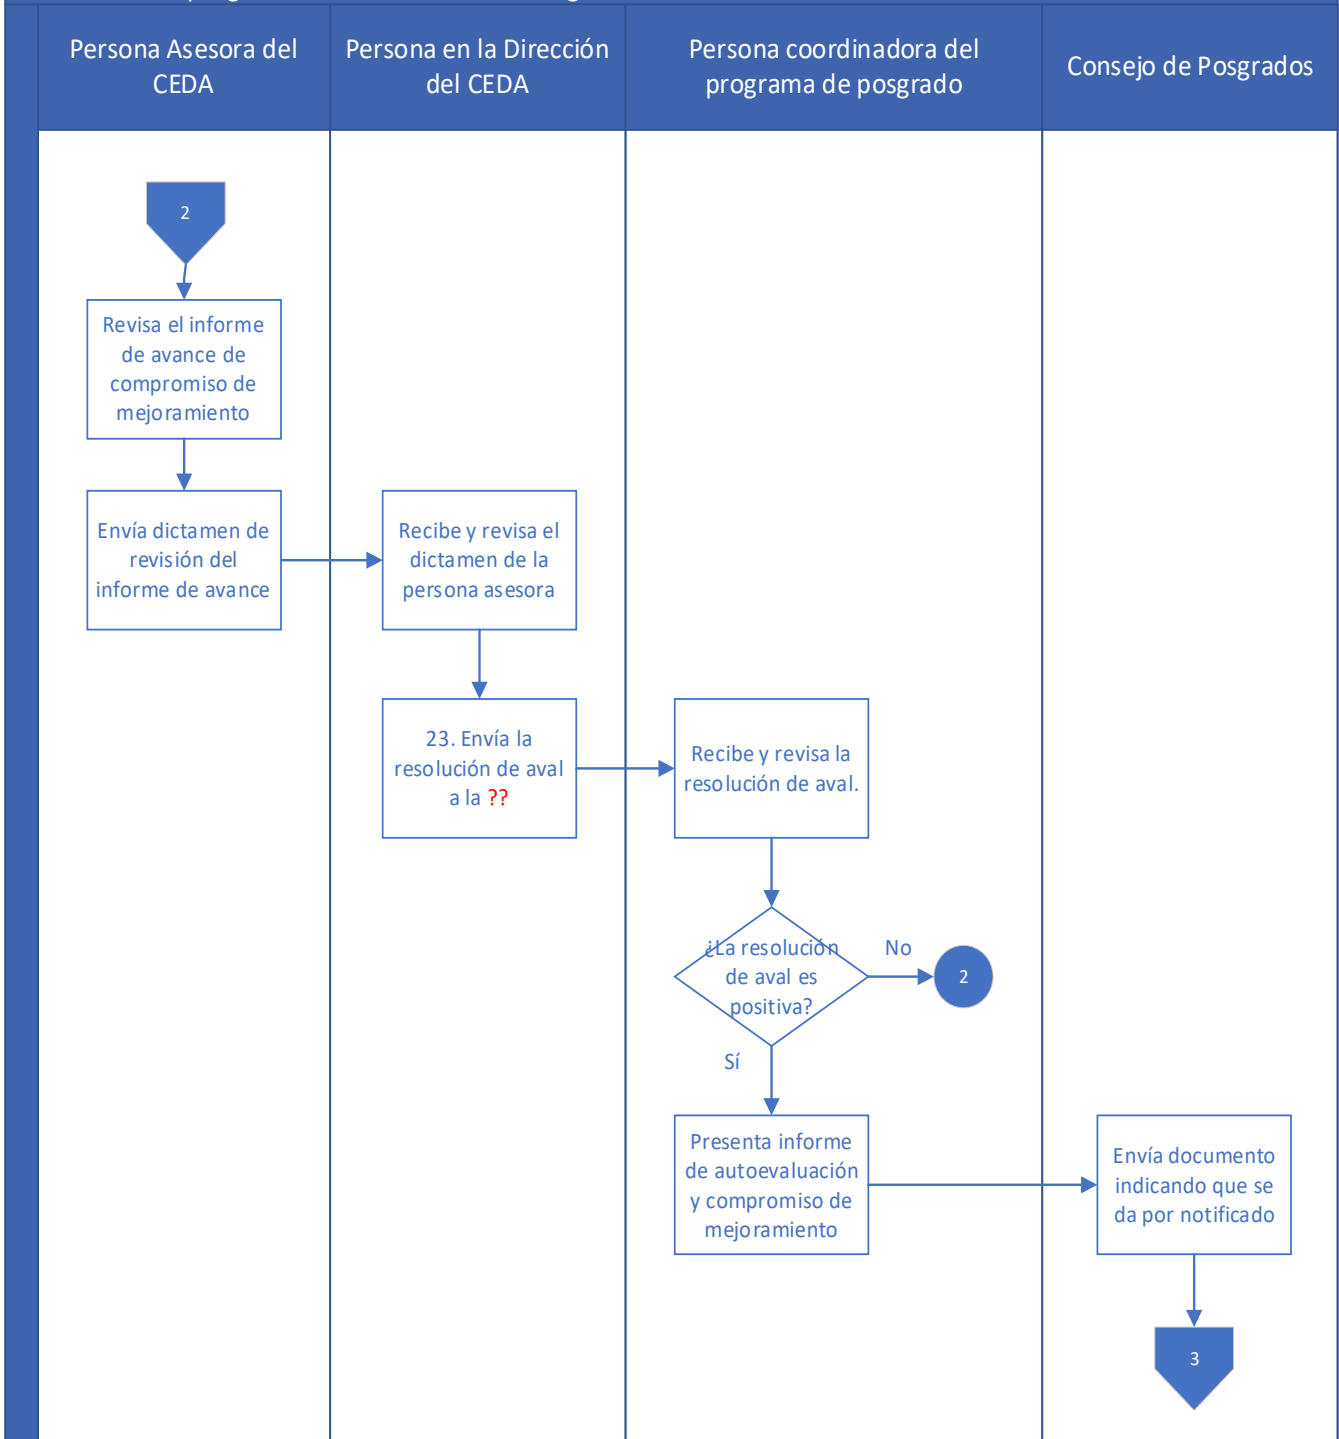 Persona Asesora del
CEDA
Persona en la Dirección
del CEDA
Persona coordinadora del
programa de posgrado
Consejo de Posgrados
2
Revisa el informe
de avance de
compromiso de
mejoramiento
Envía dictamen de
revisión del
informe de avance
Recibe y revisa el
dictamen de la
persona asesora
23. Envía la
resolución de aval
a la ??
Recibe y revisa la
resolución de aval.
¿La resolución
de aval es
positiva?
No
2
Sí
Presenta informe
de autoevaluación
y compromiso de
mejoramiento
Envía documento
indicando que se
da por notificado
3